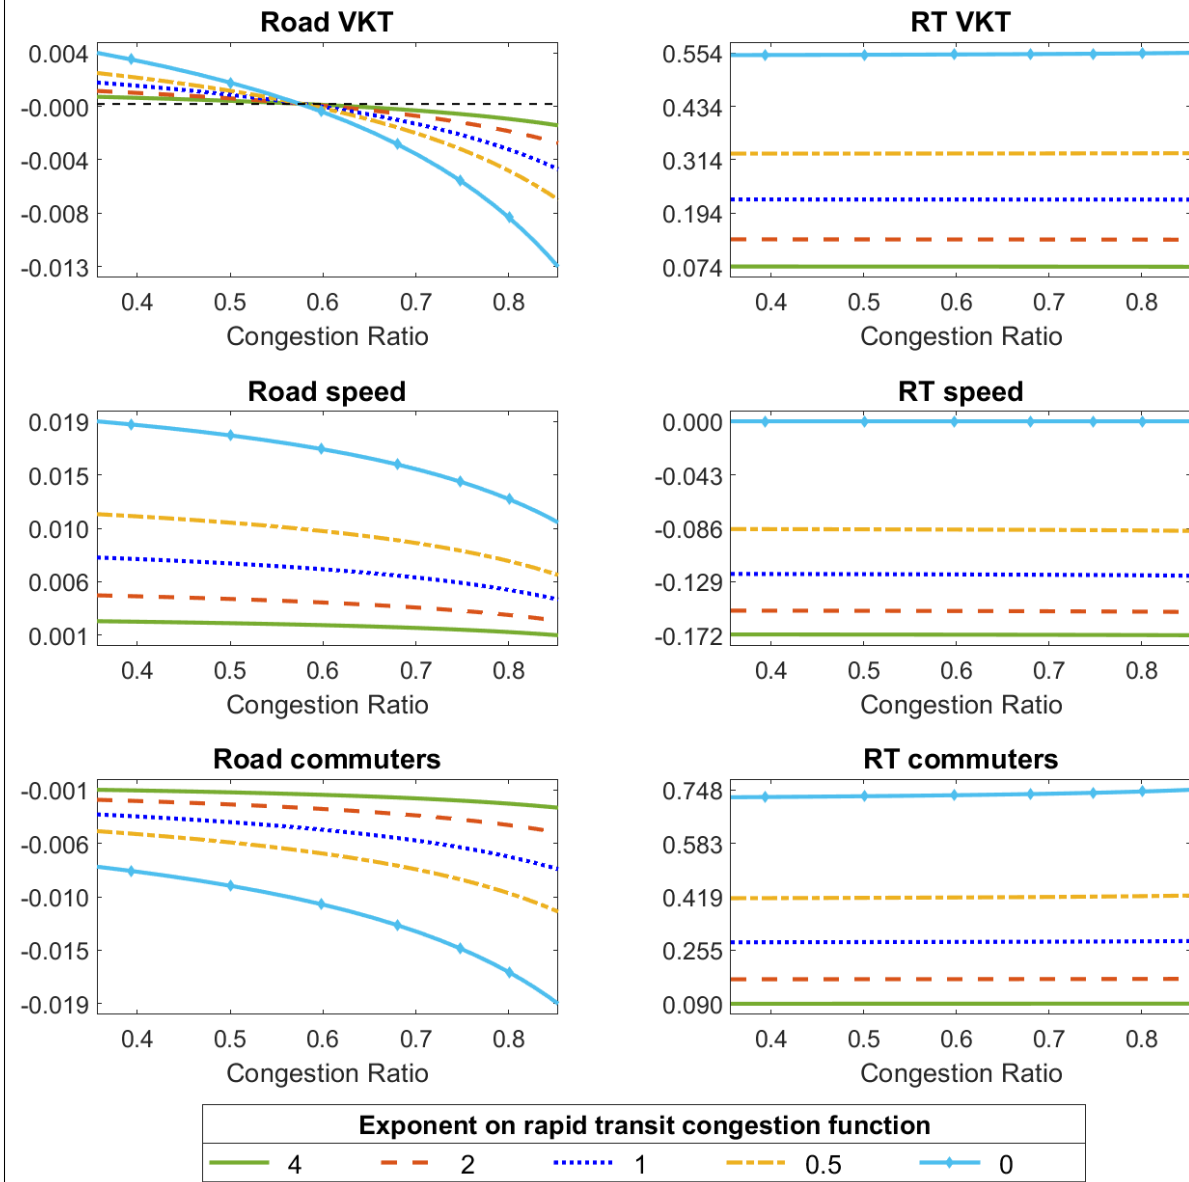 Road VKT
0.004
-0.000
-0.004
-0.008
-0.013
0.4 0.5 0.6 0.7 0.8
Congestion Ratio
RT VKT
0.554
0.434
0.314
0.194
0.074
0.4 0.5 0.6 0.7 0.8
Congestion Ratio
Road speed
0.019
0.015
0.010
0.006
0.001
0.4 0.5 0.6 0.7 0.8
Congestion Ratio
RT speed
0.000
-0.043
-0.086
-0.129
-0.172
0.4 0.5 0.6 0.7 0.8
Congestion Ratio
Road commuters
-0.001
-0.006
-0.010
-0.015
-0.019
0.4 0.5 0.6 0.7 0.8
Congestion Ratio
RT commuters
0.748
0.583
0.419
0.255
0.090
0.4 0.5 0.6 0.7 0.8
Congestion Ratio
Exponent on rapid transit congestion function
4 2 1 0.5 0